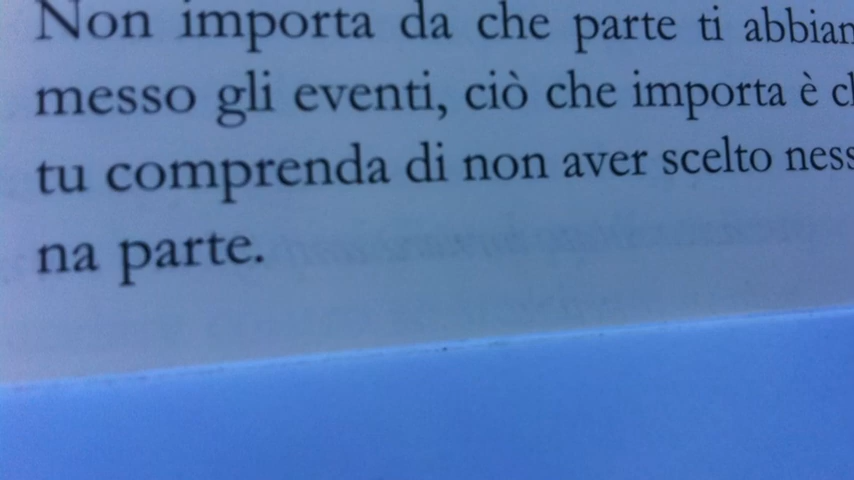 Non importa da che parte ti abbian
messo gli eventi, ciò che importa è ch
tu comprenda di non aver scelto ness
na parte.